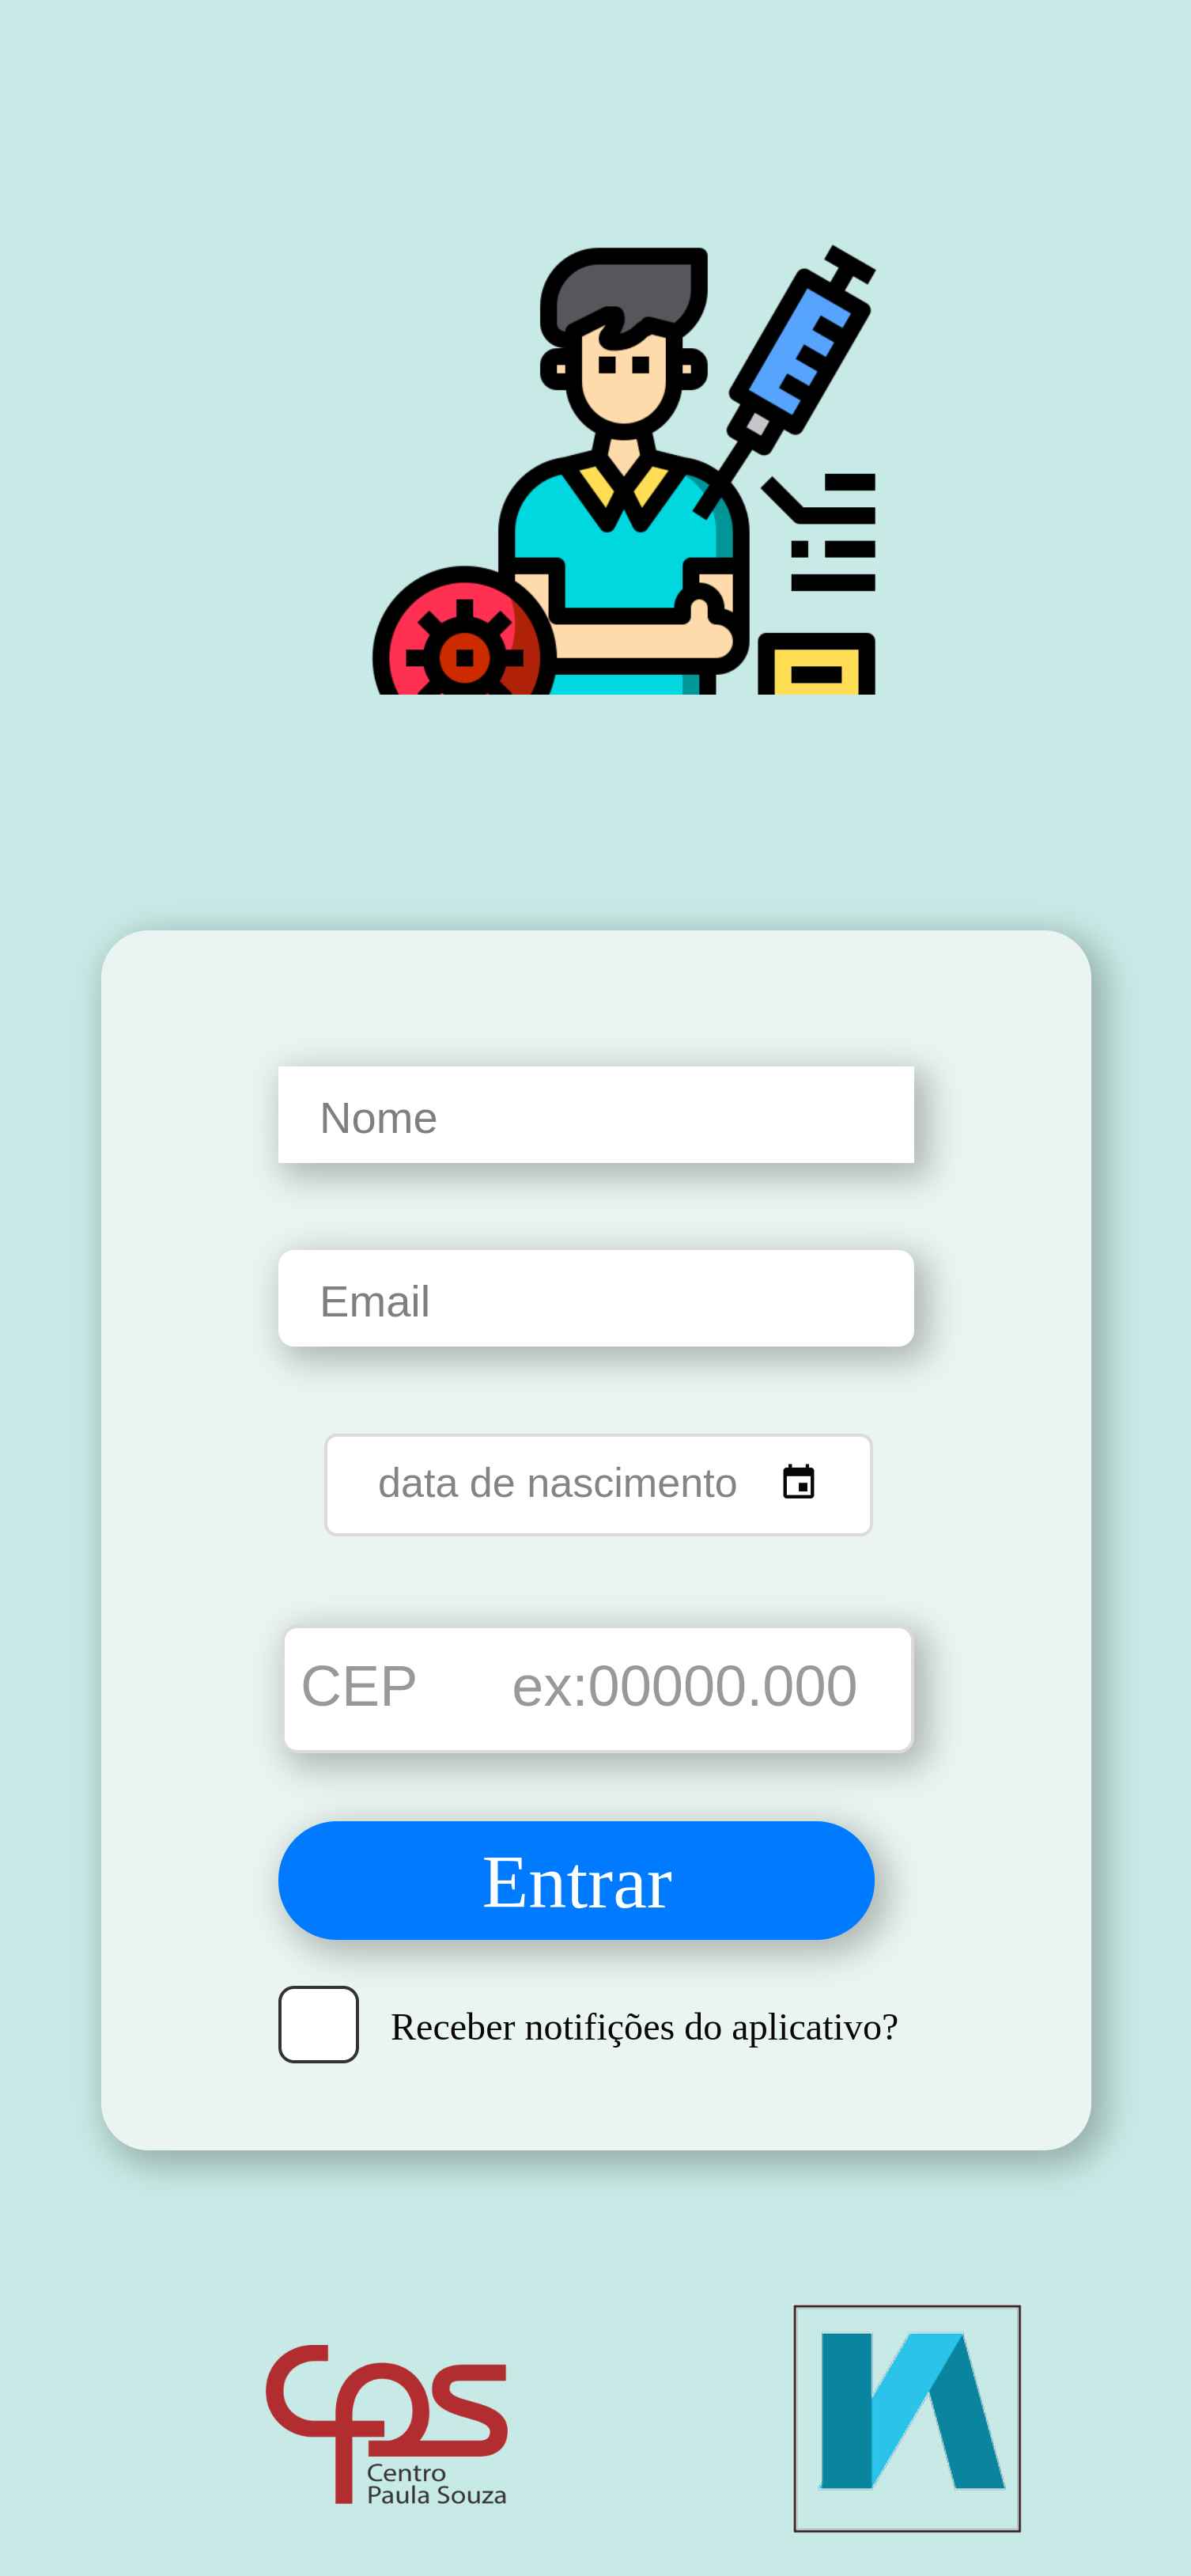 Nome
Email
data de nascimento
CEP ex:00000.000
Entrar
Receber notifições do aplicativo?
cps
Centro
Paula Souza